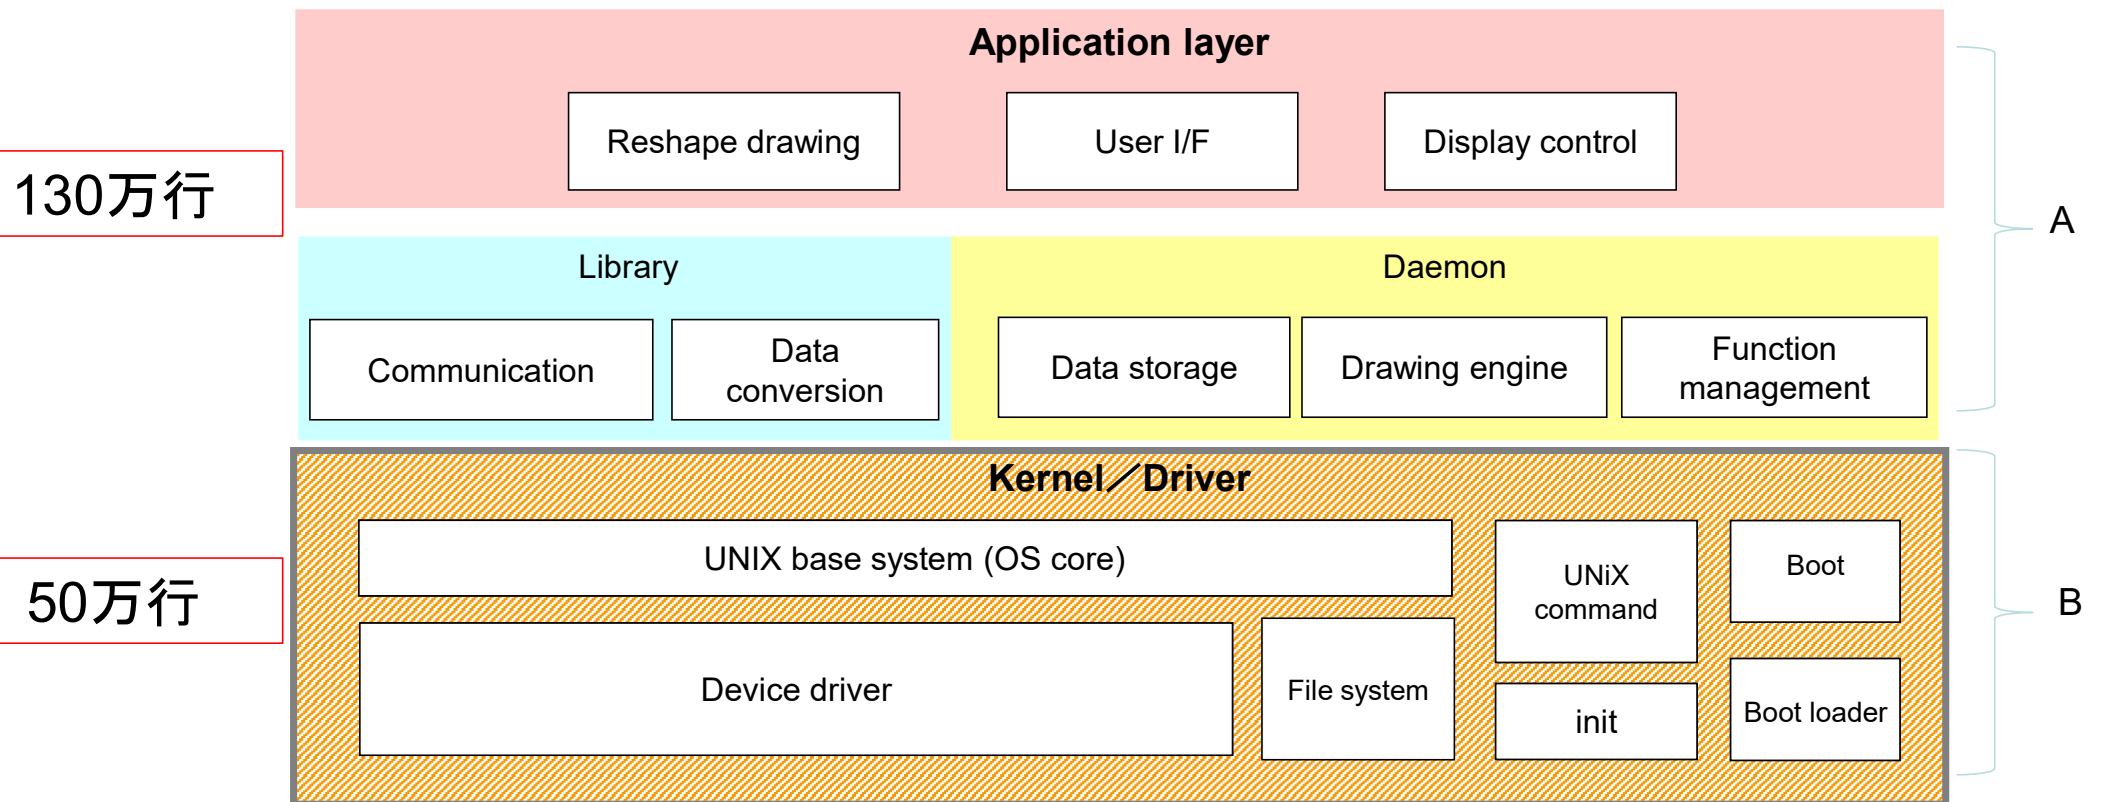 Application layer
Reshape drawing
User I/F
Display control
130万行
A
Library
Daemon
Communication
Data
conversion
Data storage
Drawing engine
Function
management
Kernel／Driver
UNIX base system (OS core)
UNiX
command
Boot
50万行
B
Device driver
File system
init
Boot loader